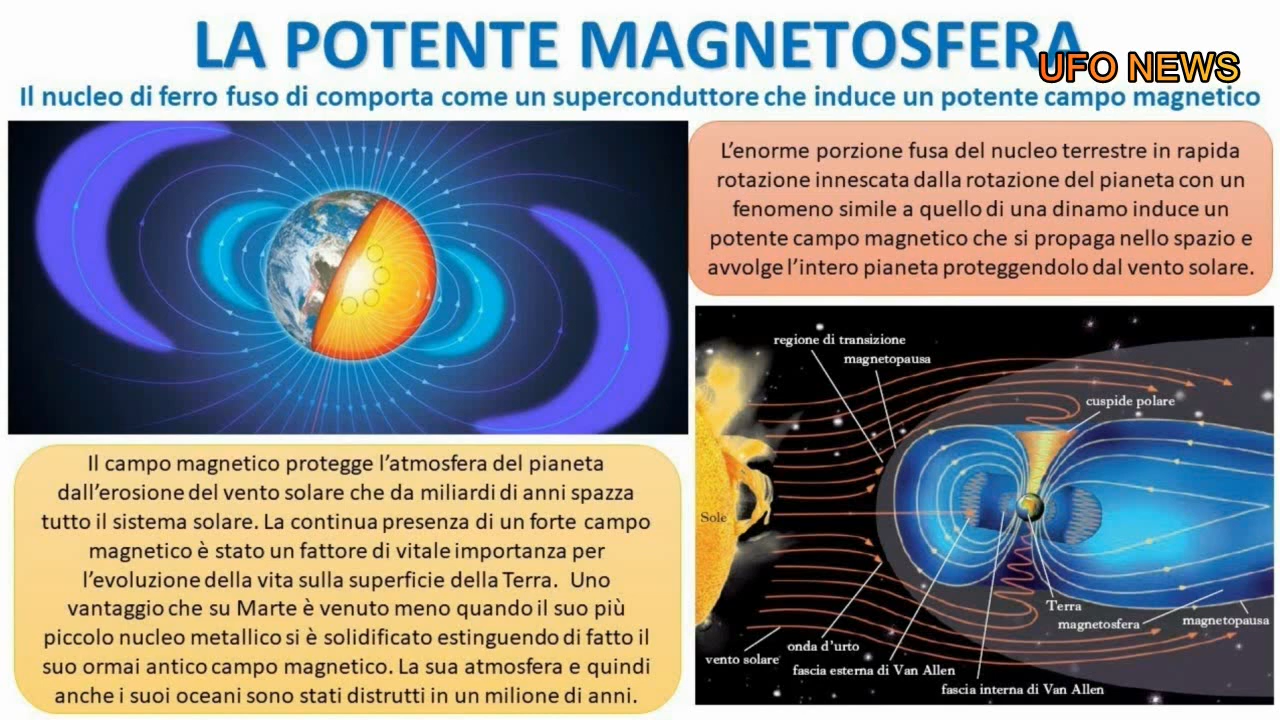 LA POTENTE MAGNETOSFERA
UFO NEWS
Il nucleo di ferro fuso di comporta come un superconduttore che induce un potente campo magnetico
L'enorme porzione fusa del nucleo terrestre in rapida
rotazione innescata dalla rotazione del pianeta con un
fenomeno simile a quello di una dinamo induce un
potente campo magnetico che si propaga nello spazio e
avvolge l'intero pianeta proteggendolo dal vento solare.
Il campo magnetico protegge l'atmosfera del pianeta
dall'erosione del vento solare che da miliardi di anni spazza
tutto il sistema solare. La continua presenza di un forte campo
magnetico è stato un fattore di vitale importanza per
l'evoluzione della vita sulla superficie della Terra. Uno
vantaggio che su Marte è venuto meno quando il suo più
piccolo nucleo metallico si è solidificato estinguendo di fatto il
suo ormai antico campo magnetico. La sua atmosfera e quindi
anche i suoi oceani sono stati distrutti in un milione di anni.
regione di transizione
magnetopausa
cuspide polare
Sole
Terra
magnetosfera
magnetopausa
onda d'urto
vento solare
fascia esterna di Van Allen
fascia interna di Van Allen